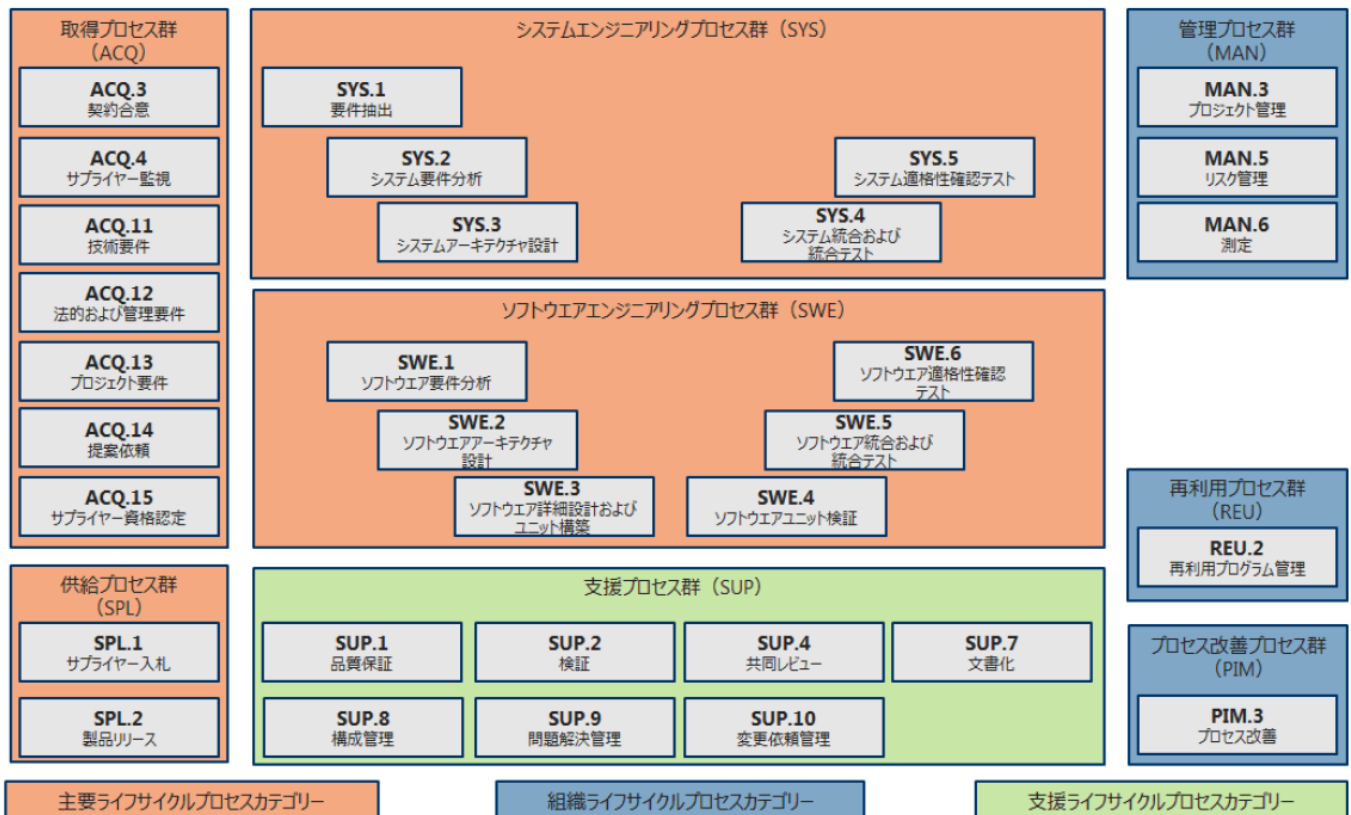 取得プロセス群
（ACQ）
ACQ.3
契約合意
ACQ.4
サプライヤー監視
ACQ.11
技術要件
ACQ.12
法的および管理要件
ACQ.13
プロジェクト要件
ACQ.14
提案依頼
ACQ.15
サプライヤー資格認定
供給プロセス群
（SPL）
SPL.1
サプライヤー入札
SPL.2
製品リリース
システムエンジニアリングプロセス群（SYS）
SYS.1
要件抽出
SYS.2
システム要件分析
SYS.3
システムアーキテクチャ設計
SYS.4
システム統合および
統合テスト
SYS.5
システム適格性確認テスト
ソフトウエアエンジニアリングプロセス群（SWE）
SWE.1
ソフトウエア要件分析
SWE.2
ソフトウエアアーキテクチャ
設計
SWE.3
ソフトウエア詳細設計および
ユニット構築
SWE.4
ソフトウエアユニット検証
SWE.5
ソフトウエア統合および
統合テスト
SWE.6
ソフトウエア適格性確認
テスト
支援プロセス群（SUP）
SUP.1
品質保証
SUP.2
検証
SUP.4
共同レビュー
SUP.7
文書化
SUP.8
構成管理
SUP.9
問題解決管理
SUP.10
変更依頼管理
管理プロセス群
（MAN）
MAN.3
プロジェクト管理
MAN.5
リスク管理
MAN.6
測定
再利用プロセス群
（REU）
REU.2
再利用プログラム管理
プロセス改善プロセス群
（PIM）
PIM.3
プロセス改善
主要ライフサイクルプロセスカテゴリー
組織ライフサイクルプロセスカテゴリー
支援ライフサイクルプロセスカテゴリー